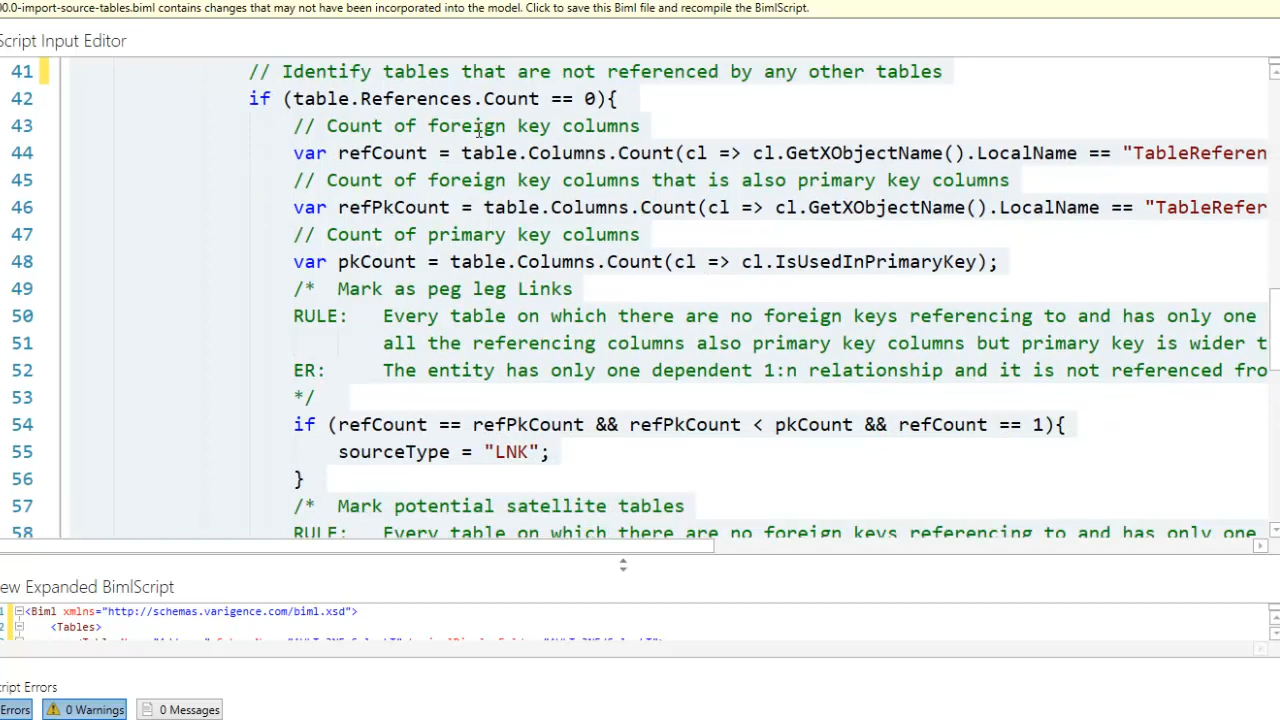 00.0-import-source-tables.biml contains changes that may not have been incorporated into the model. Click to save this Biml file and recompile the BimlScript.
Script Input Editor
41 // Identify tables that are not referenced by any other tables
42 if (table.References.Count == 0){
43 // Count of foreign key columns
44 var refCount = table.Columns.Count(cl => cl.GetXObjectName().LocalName == "TableReferen
45 // Count of foreign key columns that is also primary key columns
46 var refPkCount = table.Columns.Count(cl => cl.GetXObjectName().LocalName == "TableRefer
47 // Count of primary key columns
48 var pkCount = table.Columns.Count(cl => cl.IsUsedInPrimaryKey);
49 /* Mark as peg leg Links
50 RULE: Every table on which there are no foreign keys referencing to and has only one
51 all the referencing columns also primary key columns but primary key is wider t
52 ER: The entity has only one dependent 1:n relationship and it is not referenced fro
53 */
54 if (refCount == refPkCount && refPkCount < pkCount && refCount == 1){
55 sourceType = "LNK";
56 }
57 /* Mark potential satellite tables
58 RULE: Every table on which there are no foreign keys referencing to and has only one
ew Expanded BimlScript
1 <Biml xmlns="http://schemas.varigence.com/biml.xsd">
2 <Tables>
cript Errors
Errors 0 Warnings 0 Messages